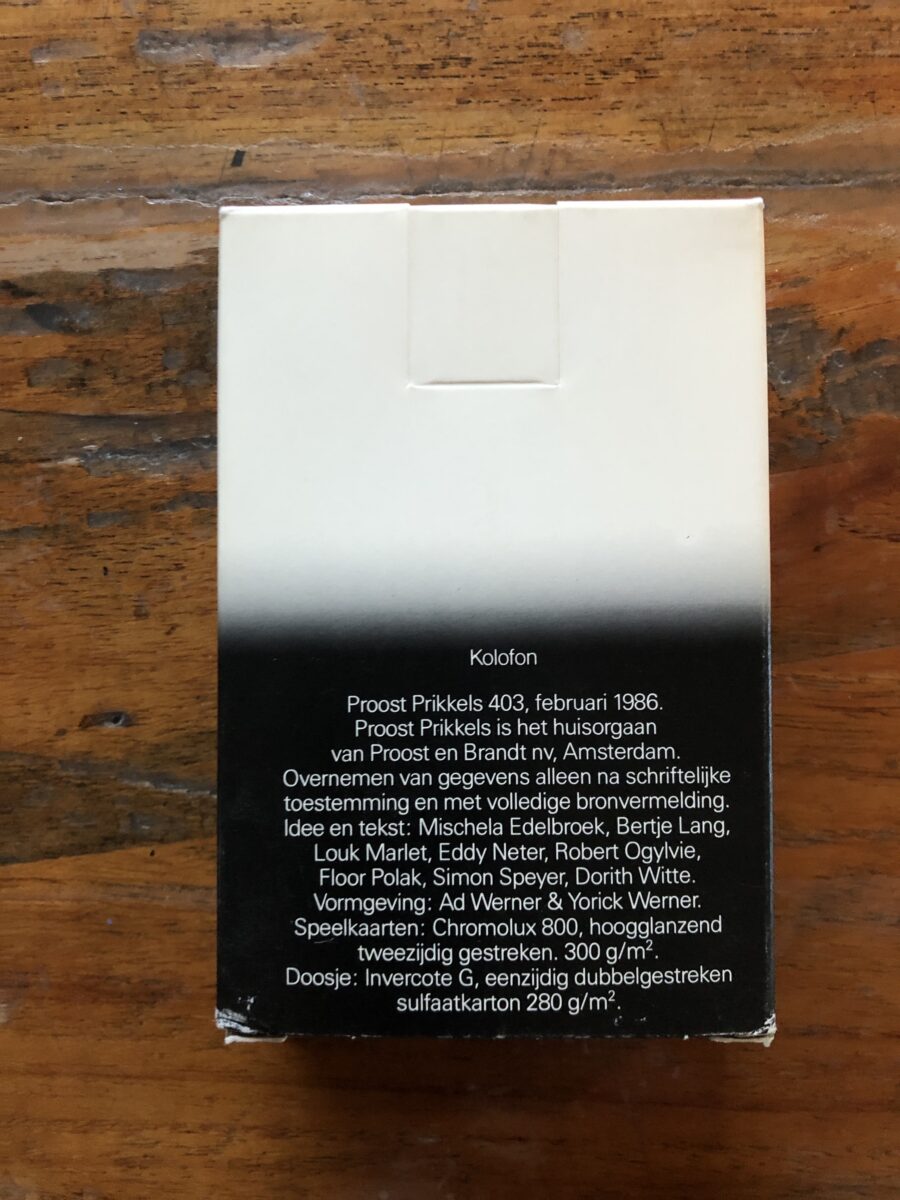 Kolofon
Proost Prikkels 403, februari 1986.
Proost Prikkels is het huisorgaan
van Proost en Brandt nv, Amsterdam.
Overnemen van gegevens alleen na schriftelijke
toestemming en met volledige bronvermelding.
Idee en tekst: Mischela Edelbroek, Bertje Lang,
Louk Marlet, Eddy Neter, Robert Ogylvie,
Floor Polak, Simon Speyer, Dorith Witte.
Vormgeving: Ad Werner & Yorick Werner.
Speelkaarten: Chromolux 800, hoogglanzend
tweezijdig gestreken. 300 g/m².
Doosje: Invercote G, eenzijdig dubbelgestreken
sulfaatkarton 280 g/m².